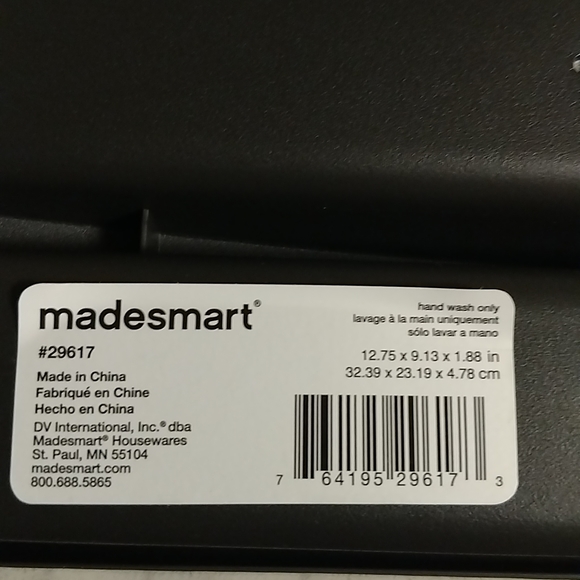 madesmart®
#29617
Made in China
Fabriqué en Chine
Hecho en China
DV International, Inc.® dba
Madesmart® Housewares
St. Paul, MN 55104
madesmart.com
800.688.5865
hand wash only
lavage à la main uniquement
sólo lavar a mano
12.75 x 9.13 x 1.88 in
32.39 x 23.19 x 4.78 cm
7 64195 29617 3